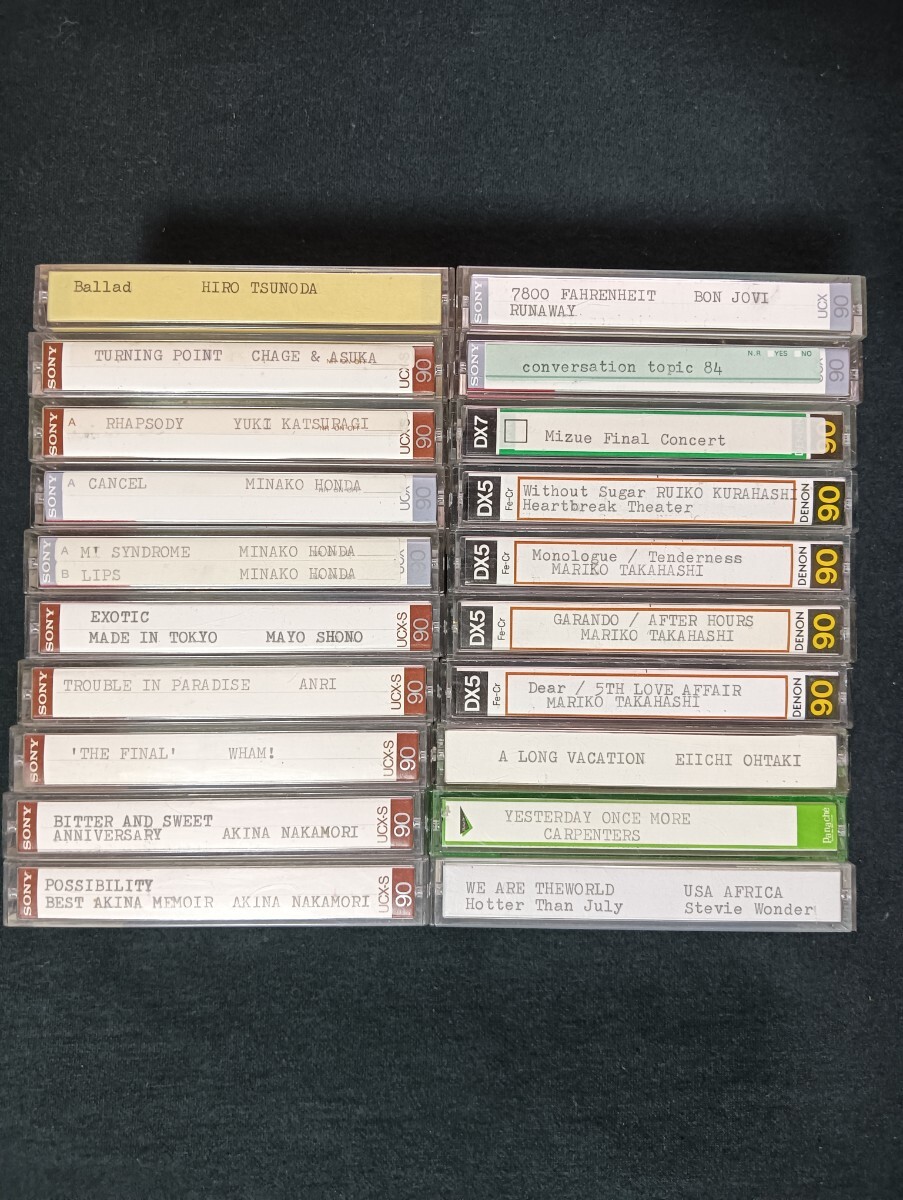 Ballad HIRO TSUNODA
SONY TURNING POINT CHAGE & ASUKA UCX-S 90
SONY A RHAPSODY YUKI KATSURAGI UCX-S 90
SONY A CANCEL MINAKO HONDA UCX 90
SONY A M' SYNDROME MINAKO HONDA 90
B LIPS MINAKO HONDA
SONY EXOTIC UCX-S 90
MADE IN TOKYO MAYO SHONO
SONY TROUBLE IN PARADISE ANRI UCX-S 90
SONY 'THE FINAL' WHAM! UCX-S 90
SONY BITTER AND SWEET UCX-S 90
ANNIVERSARY AKINA NAKAMORI
SONY POSSIBILITY UCX-S 90
BEST AKINA MEMOIR AKINA NAKAMORI
SONY 7800 FAHRENHEIT BON JOVI UCX 90
RUNAWAY
SONY conversation topic 84 N.R YES NO 90
DX7 Mizue Final Concert 90
DX5 Fe-Cr Without Sugar RUIKO KURAHASHI DENON 90
Heartbreak Theater
DX5 Fe-Cr Monologue / Tenderness DENON 90
MARIKO TAKAHASHI
DX5 Fe-Cr GARANDO / AFTER HOURS DENON 90
MARIKO TAKAHASHI
DX5 Fe-Cr Dear / 5TH LOVE AFFAIR DENON 90
MARIKO TAKAHASHI
A LONG VACATION EIICHI OHTAKI
YESTERDAY ONCE MORE Panache
CARPENTERS
WE ARE THEWORLD USA AFRICA
Hotter Than July Stevie Wonder